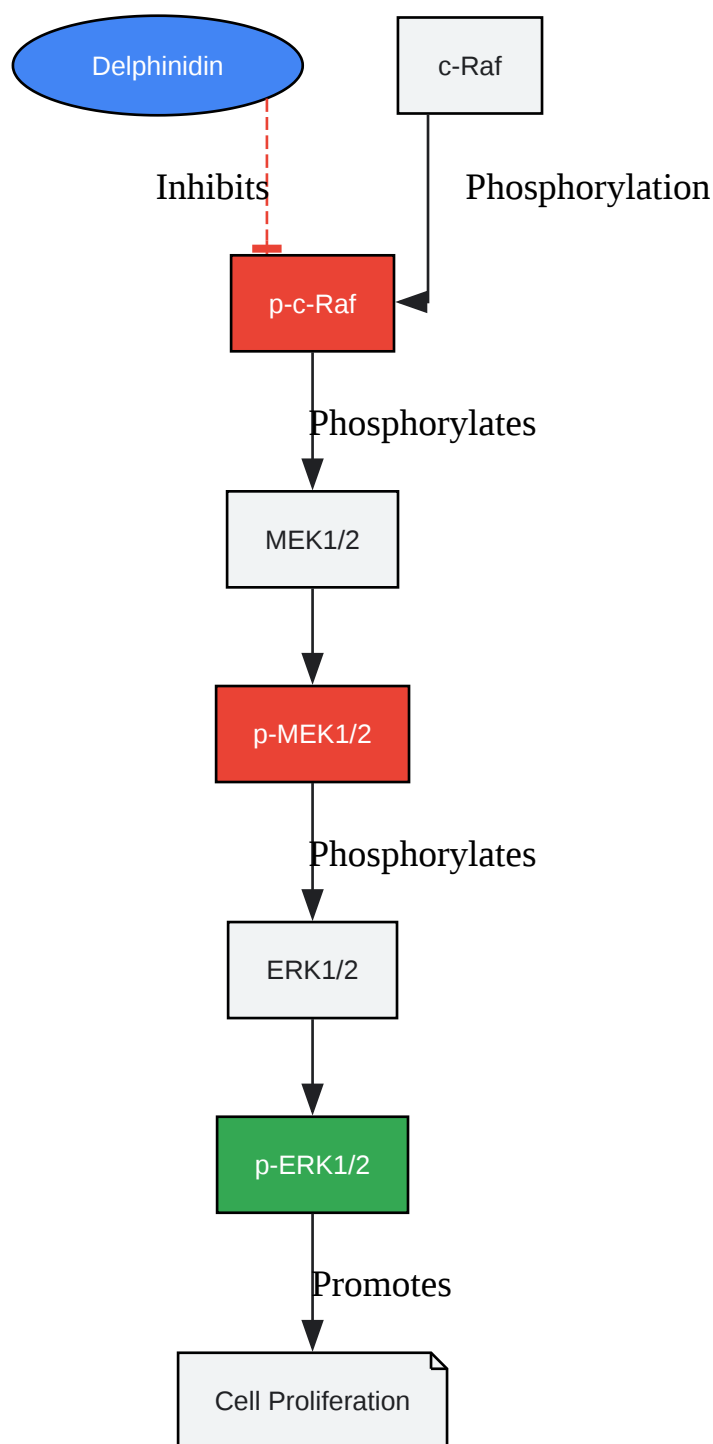 Delphinidin
c-Raf
Inhibits
Phosphorylation
p-c-Raf
Phosphorylates
MEK1/2
p-MEK1/2
Phosphorylates
ERK1/2
p-ERK1/2
Promotes
Cell Proliferation